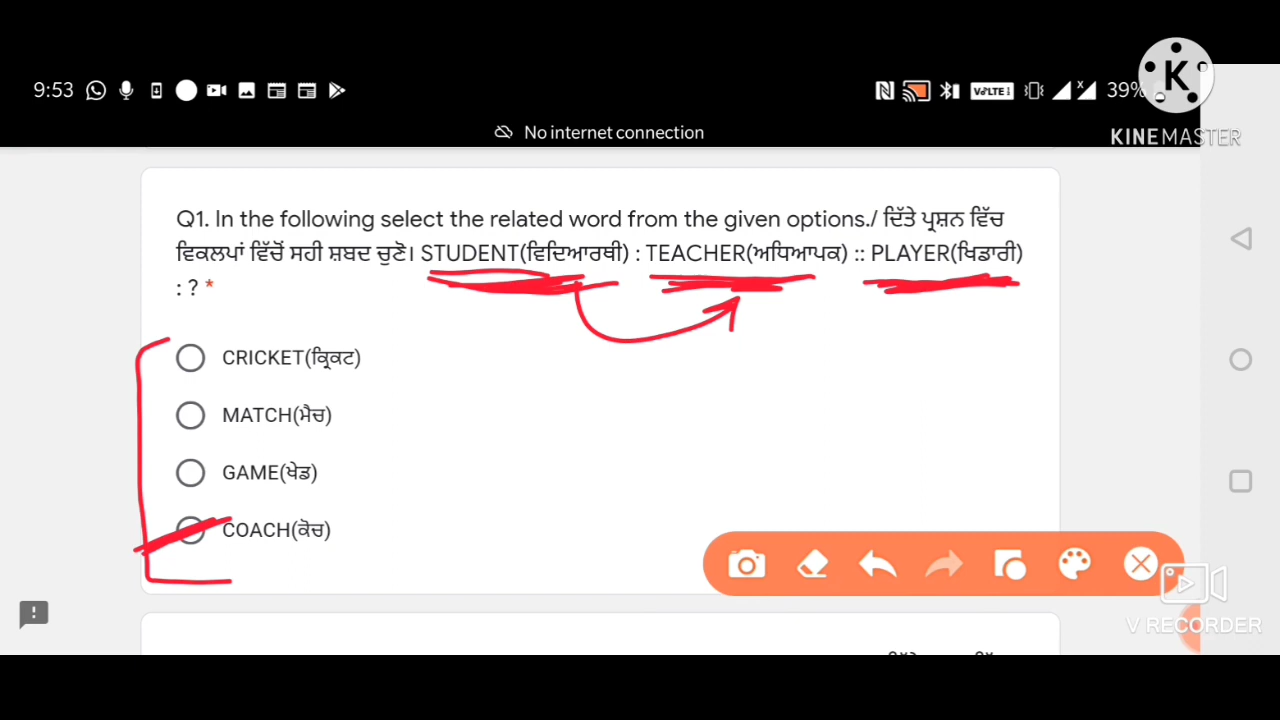 9:53
VoLTE
39%
K
KINEMASTER
No internet connection
Q1. In the following select the related word from the given options./ ਦਿੱਤੇ ਪ੍ਰਸ਼ਨ ਵਿੱਚ
ਵਿਕਲਪਾਂ ਵਿੱਚੋਂ ਸਹੀ ਸ਼ਬਦ ਚੁਣੋ। STUDENT(ਵਿਦਿਆਰਥੀ) : TEACHER(ਅਧਿਆਪਕ) :: PLAYER(ਖਿਡਾਰੀ)
: ? *
CRICKET(ਕ੍ਰਿਕਟ)
MATCH(ਮੈਚ)
GAME(ਖੇਡ)
COACH(ਕੋਚ)
V RECORDER